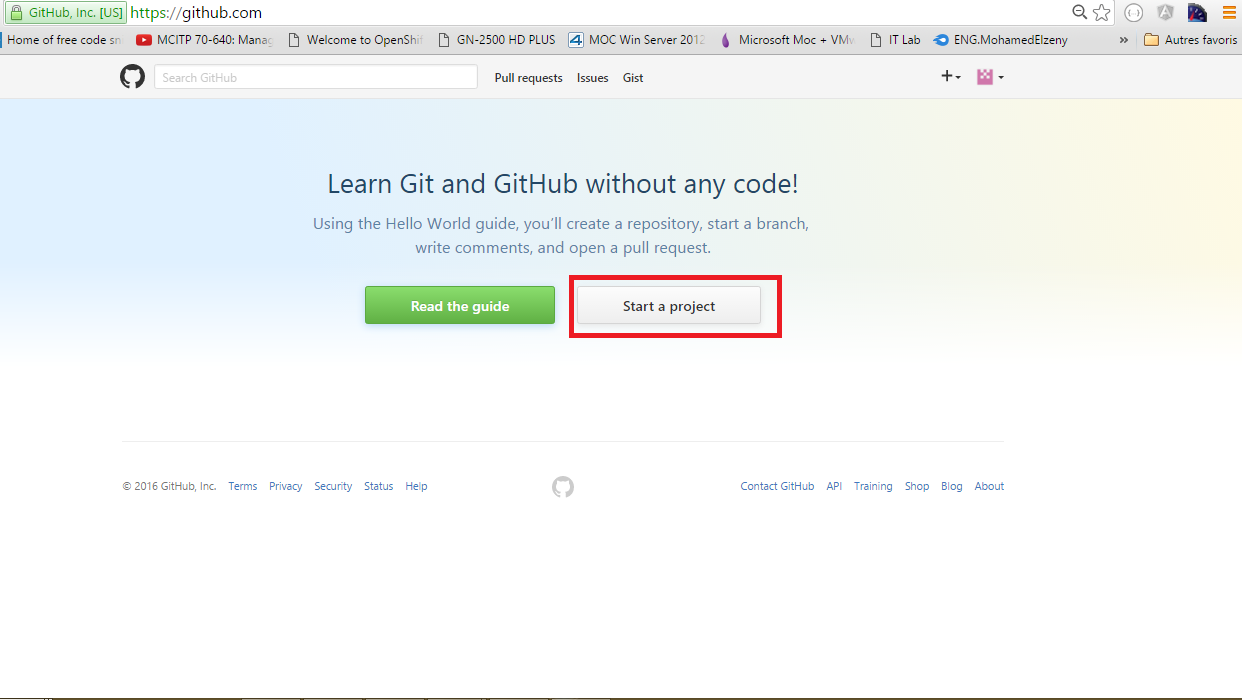 GitHub, Inc. [US] https://github.com
Home of free code sn MCITP 70-640: Manag Welcome to OpenShif GN-2500 HD PLUS MOC Win Server 2012 Microsoft Moc + VMw IT Lab ENG.MohamedElzeny » Autres favoris
Search GitHub Pull requests Issues Gist
Learn Git and GitHub without any code!
Using the Hello World guide, you’ll create a repository, start a branch,
write comments, and open a pull request.
Read the guide Start a project
© 2016 GitHub, Inc. Terms Privacy Security Status Help Contact GitHub API Training Shop Blog About